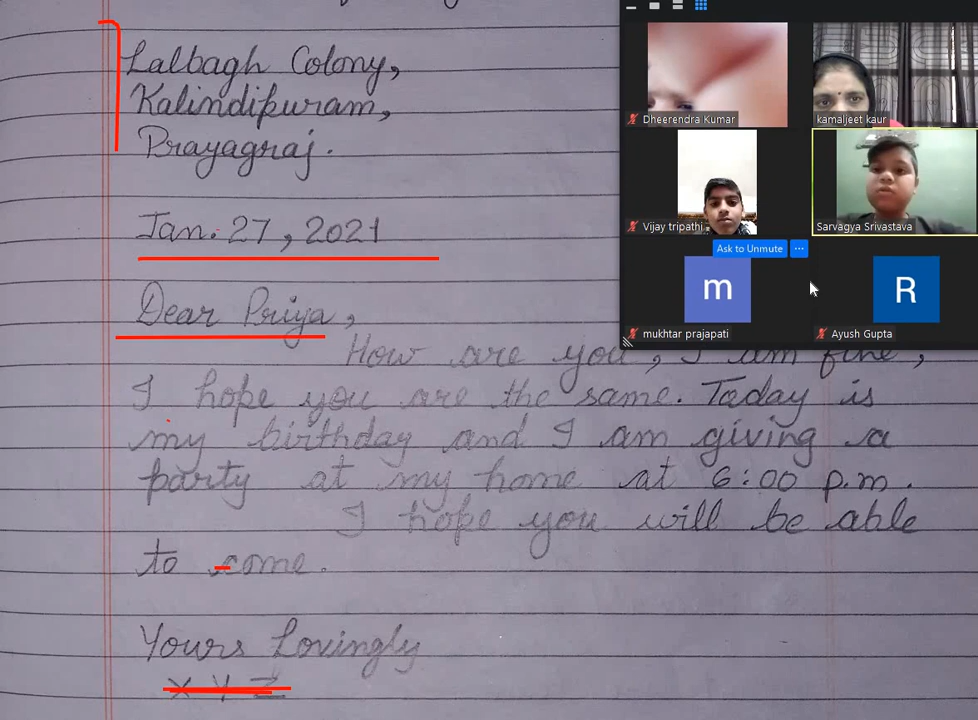 Lalbagh Colony,
Kalindipuram,
Prayagraj.
Jan. 27, 2021
Dear Priya,
How are you, I am fine,
I hope you are the same. Today is
my birthday and I am giving a
party at my home at 6:00 p.m.
I hope you will be able
to come.
Yours Lovingly
X Y Z
Dheerendra Kumar
kamaljeet kaur
Vijay tripathi
Sarvagya Srivastava
Ask to Unmute ...
m
R
mukhtar prajapati
Ayush Gupta